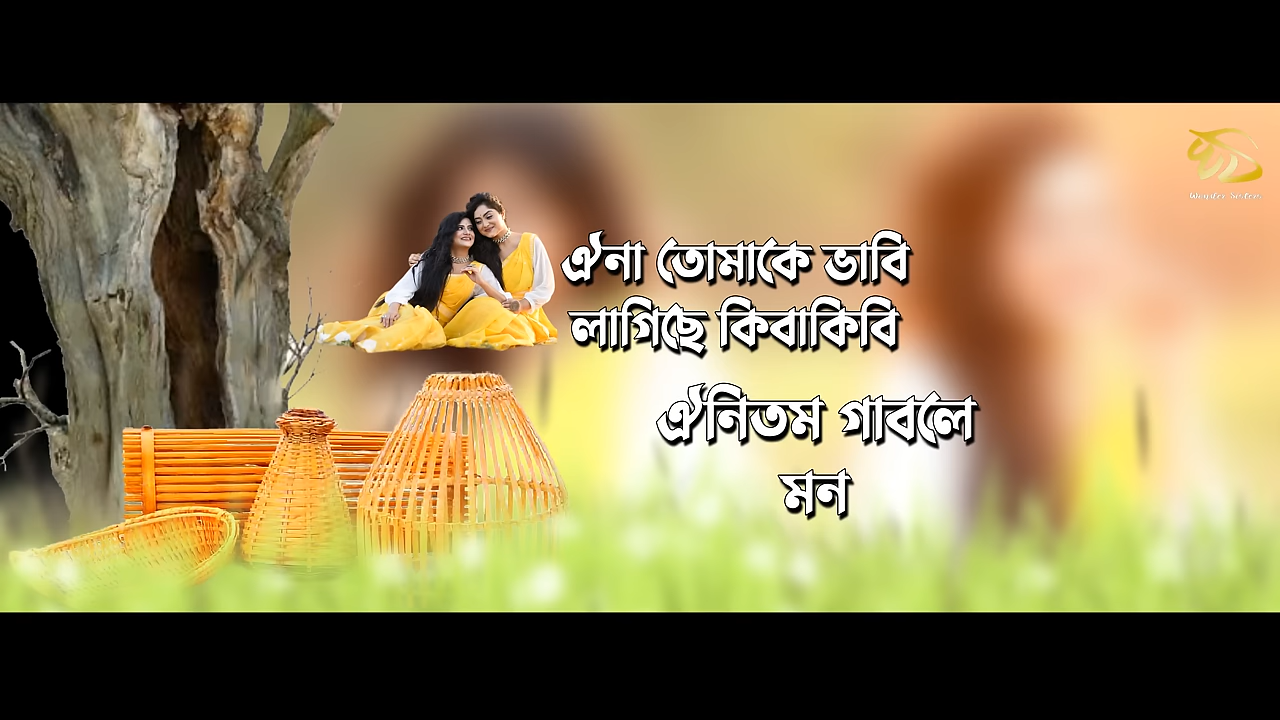 ঐনা তোমাকে ভাবি
লাগিছে কিবাকিবি
ঐনিতম গাবলে
মন